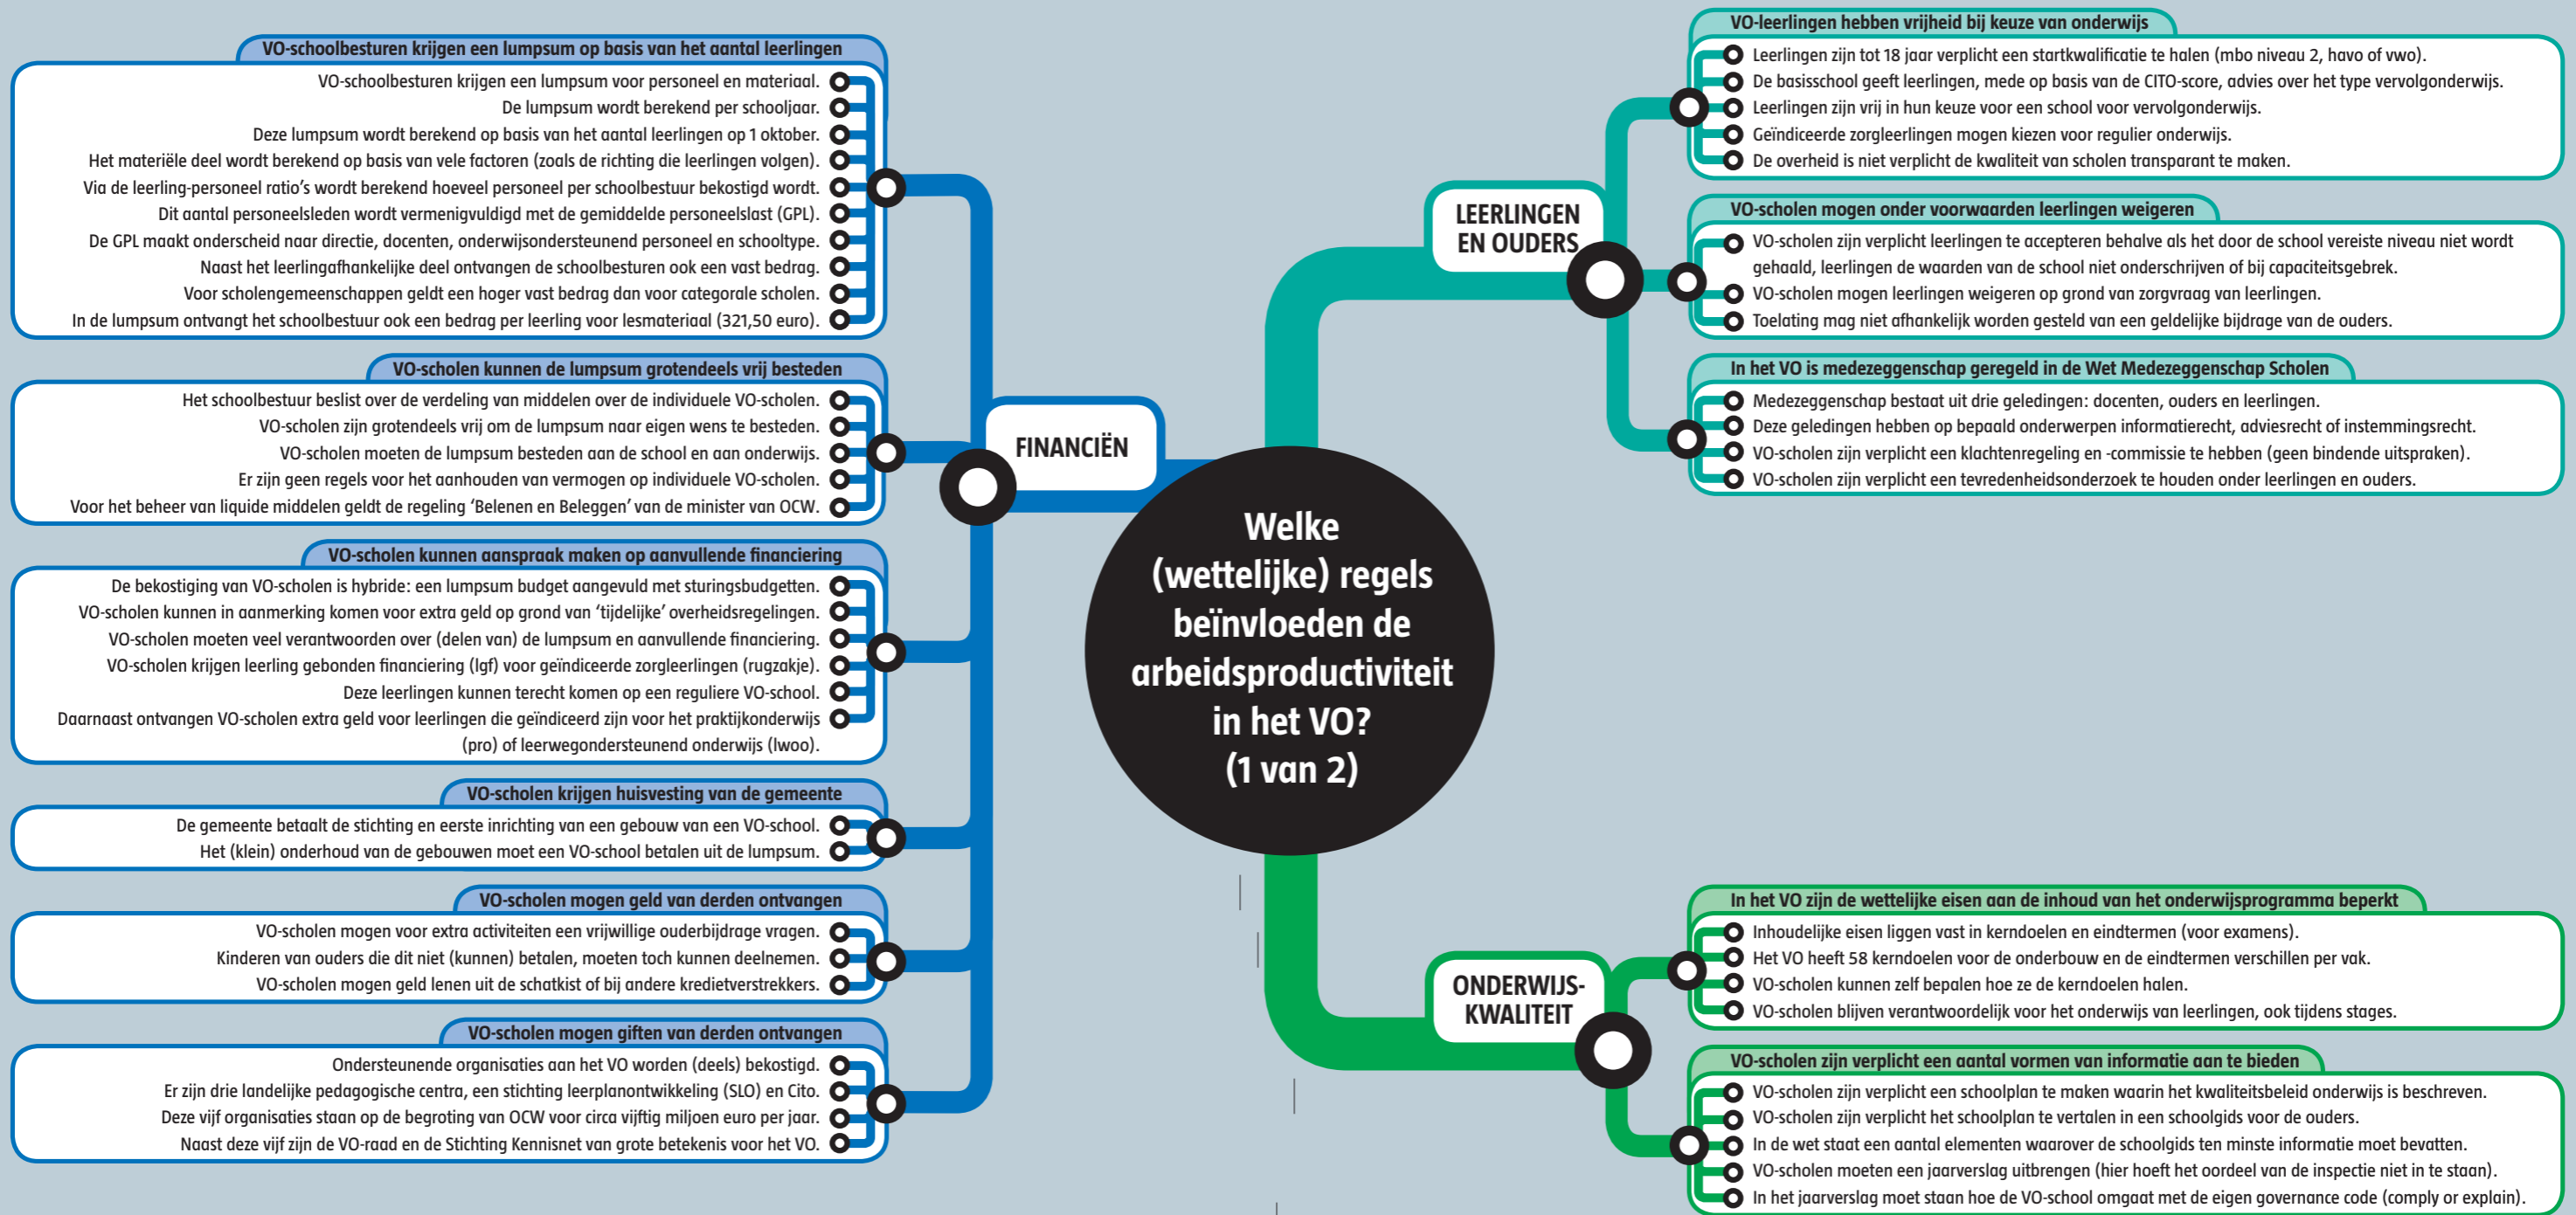 VO-schoolbesturen krijgen een lumpsum op basis van het aantal leerlingen
VO-schoolbesturen krijgen een lumpsum voor personeel en materiaal.
De lumpsum wordt berekend per schooljaar.
Deze lumpsum wordt berekend op basis van het aantal leerlingen op 1 oktober.
Het materiële deel wordt berekend op basis van vele factoren (zoals de richting die leerlingen volgen).
Via de leerling-personeel ratio's wordt berekend hoeveel personeel per schoolbestuur bekostigd wordt.
Dit aantal personeelsleden wordt vermenigvuldigd met de gemiddelde personeelslast (GPL).
De GPL maakt onderscheid naar directie, docenten, onderwijsondersteunend personeel en schooltype.
Naast het leerlingafhankelijke deel ontvangen de schoolbesturen ook een vast bedrag.
Voor scholengemeenschappen geldt een hoger vast bedrag dan voor categorale scholen.
In de lumpsum ontvangt het schoolbestuur ook een bedrag per leerling voor lesmateriaal (321,50 euro).
VO-scholen kunnen de lumpsum grotendeels vrij besteden
Het schoolbestuur beslist over de verdeling van middelen over de individuele VO-scholen.
VO-scholen zijn grotendeels vrij om de lumpsum naar eigen wens te besteden.
VO-scholen moeten de lumpsum besteden aan de school en aan onderwijs.
Er zijn geen regels voor het aanhouden van vermogen op individuele VO-scholen.
Voor het beheer van liquide middelen geldt de regeling 'Belenen en Beleggen' van de minister van OCW.
VO-scholen kunnen aanspraak maken op aanvullende financiering
De bekostiging van VO-scholen is hybride: een lumpsum budget aangevuld met sturingsbudgetten.
VO-scholen kunnen in aanmerking komen voor extra geld op grond van 'tijdelijke' overheidsregelingen.
VO-scholen moeten veel verantwoorden over (delen van) de lumpsum en aanvullende financiering.
VO-scholen krijgen leerling gebonden financiering (lgf) voor geïndiceerde zorgleerlingen (rugzakje).
Deze leerlingen kunnen terecht komen op een reguliere VO-school.
Daarnaast ontvangen VO-scholen extra geld voor leerlingen die geïndiceerd zijn voor het praktijkonderwijs
(pro) of leerwegondersteunend onderwijs (lwoo).
VO-scholen krijgen huisvesting van de gemeente
De gemeente betaalt de stichting en eerste inrichting van een gebouw van een VO-school.
Het (klein) onderhoud van de gebouwen moet een VO-school betalen uit de lumpsum.
VO-scholen mogen geld van derden ontvangen
VO-scholen mogen voor extra activiteiten een vrijwillige ouderbijdrage vragen.
Kinderen van ouders die dit niet (kunnen) betalen, moeten toch kunnen deelnemen.
VO-scholen mogen geld lenen uit de schatkist of bij andere kredietverstrekkers.
VO-scholen mogen giften van derden ontvangen
Ondersteunende organisaties aan het VO worden (deels) bekostigd.
Er zijn drie landelijke pedagogische centra, een stichting leerplanontwikkeling (SLO) en Cito.
Deze vijf organisaties staan op de begroting van OCW voor circa vijftig miljoen euro per jaar.
Naast deze vijf zijn de VO-raad en de Stichting Kennisnet van grote betekenis voor het VO.
FINANCIËN
Welke
(wettelijke) regels
beïnvloeden de
arbeidsproductiviteit
in het VO?
(1 van 2)
LEERLINGEN
EN OUDERS
VO-leerlingen hebben vrijheid bij keuze van onderwijs
Leerlingen zijn tot 18 jaar verplicht een startkwalificatie te halen (mbo niveau 2, havo of vwo).
De basisschool geeft leerlingen, mede op basis van de CITO-score, advies over het type vervolgonderwijs.
Leerlingen zijn vrij in hun keuze voor een school voor vervolgonderwijs.
Geïndiceerde zorgleerlingen mogen kiezen voor regulier onderwijs.
De overheid is niet verplicht de kwaliteit van scholen transparant te maken.
VO-scholen mogen onder voorwaarden leerlingen weigeren
VO-scholen zijn verplicht leerlingen te accepteren behalve als het door de school vereiste niveau niet wordt
gehaald, leerlingen de waarden van de school niet onderschrijven of bij capaciteitsgebrek.
VO-scholen mogen leerlingen weigeren op grond van zorgvraag van leerlingen.
Toelating mag niet afhankelijk worden gesteld van een geldelijke bijdrage van de ouders.
In het VO is medezeggenschap geregeld in de Wet Medezeggenschap Scholen
Medezeggenschap bestaat uit drie geledingen: docenten, ouders en leerlingen.
Deze geledingen hebben op bepaald onderwerpen informatierecht, adviesrecht of instemmingsrecht.
VO-scholen zijn verplicht een klachtenregeling en -commissie te hebben (geen bindende uitspraken).
VO-scholen zijn verplicht een tevredenheidsonderzoek te houden onder leerlingen en ouders.
ONDERWIJS-
KWALITEIT
In het VO zijn de wettelijke eisen aan de inhoud van het onderwijsprogramma beperkt
Inhoudelijke eisen liggen vast in kerndoelen en eindtermen (voor examens).
Het VO heeft 58 kerndoelen voor de onderbouw en de eindtermen verschillen per vak.
VO-scholen kunnen zelf bepalen hoe ze de kerndoelen halen.
VO-scholen blijven verantwoordelijk voor het onderwijs van leerlingen, ook tijdens stages.
VO-scholen zijn verplicht een aantal vormen van informatie aan te bieden
VO-scholen zijn verplicht een schoolplan te maken waarin het kwaliteitsbeleid onderwijs is beschreven.
VO-scholen zijn verplicht het schoolplan te vertalen in een schoolgids voor de ouders.
In de wet staat een aantal elementen waarover de schoolgids ten minste informatie moet bevatten.
VO-scholen moeten een jaarverslag uitbrengen (hier hoeft het oordeel van de inspectie niet in te staan).
In het jaarverslag moet staan hoe de VO-school omgaat met de eigen governance code (comply or explain).